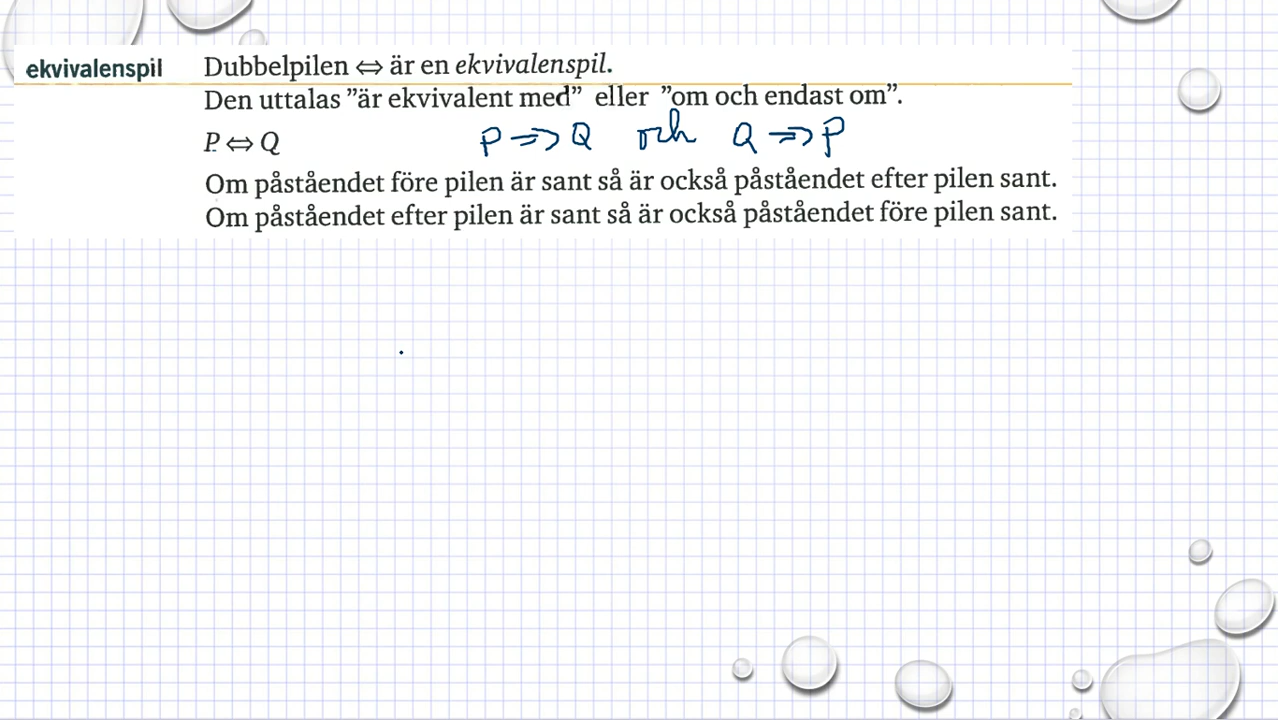 ekvivalenspil Dubbelpilen ⇔ är en ekvivalenspil.
Den uttalas ”är ekvivalent med” eller ”om och endast om”.
P ⇔ Q P ⇒ Q och Q ⇒ P
Om påståendet före pilen är sant så är också påståendet efter pilen sant.
Om påståendet efter pilen är sant så är också påståendet före pilen sant.